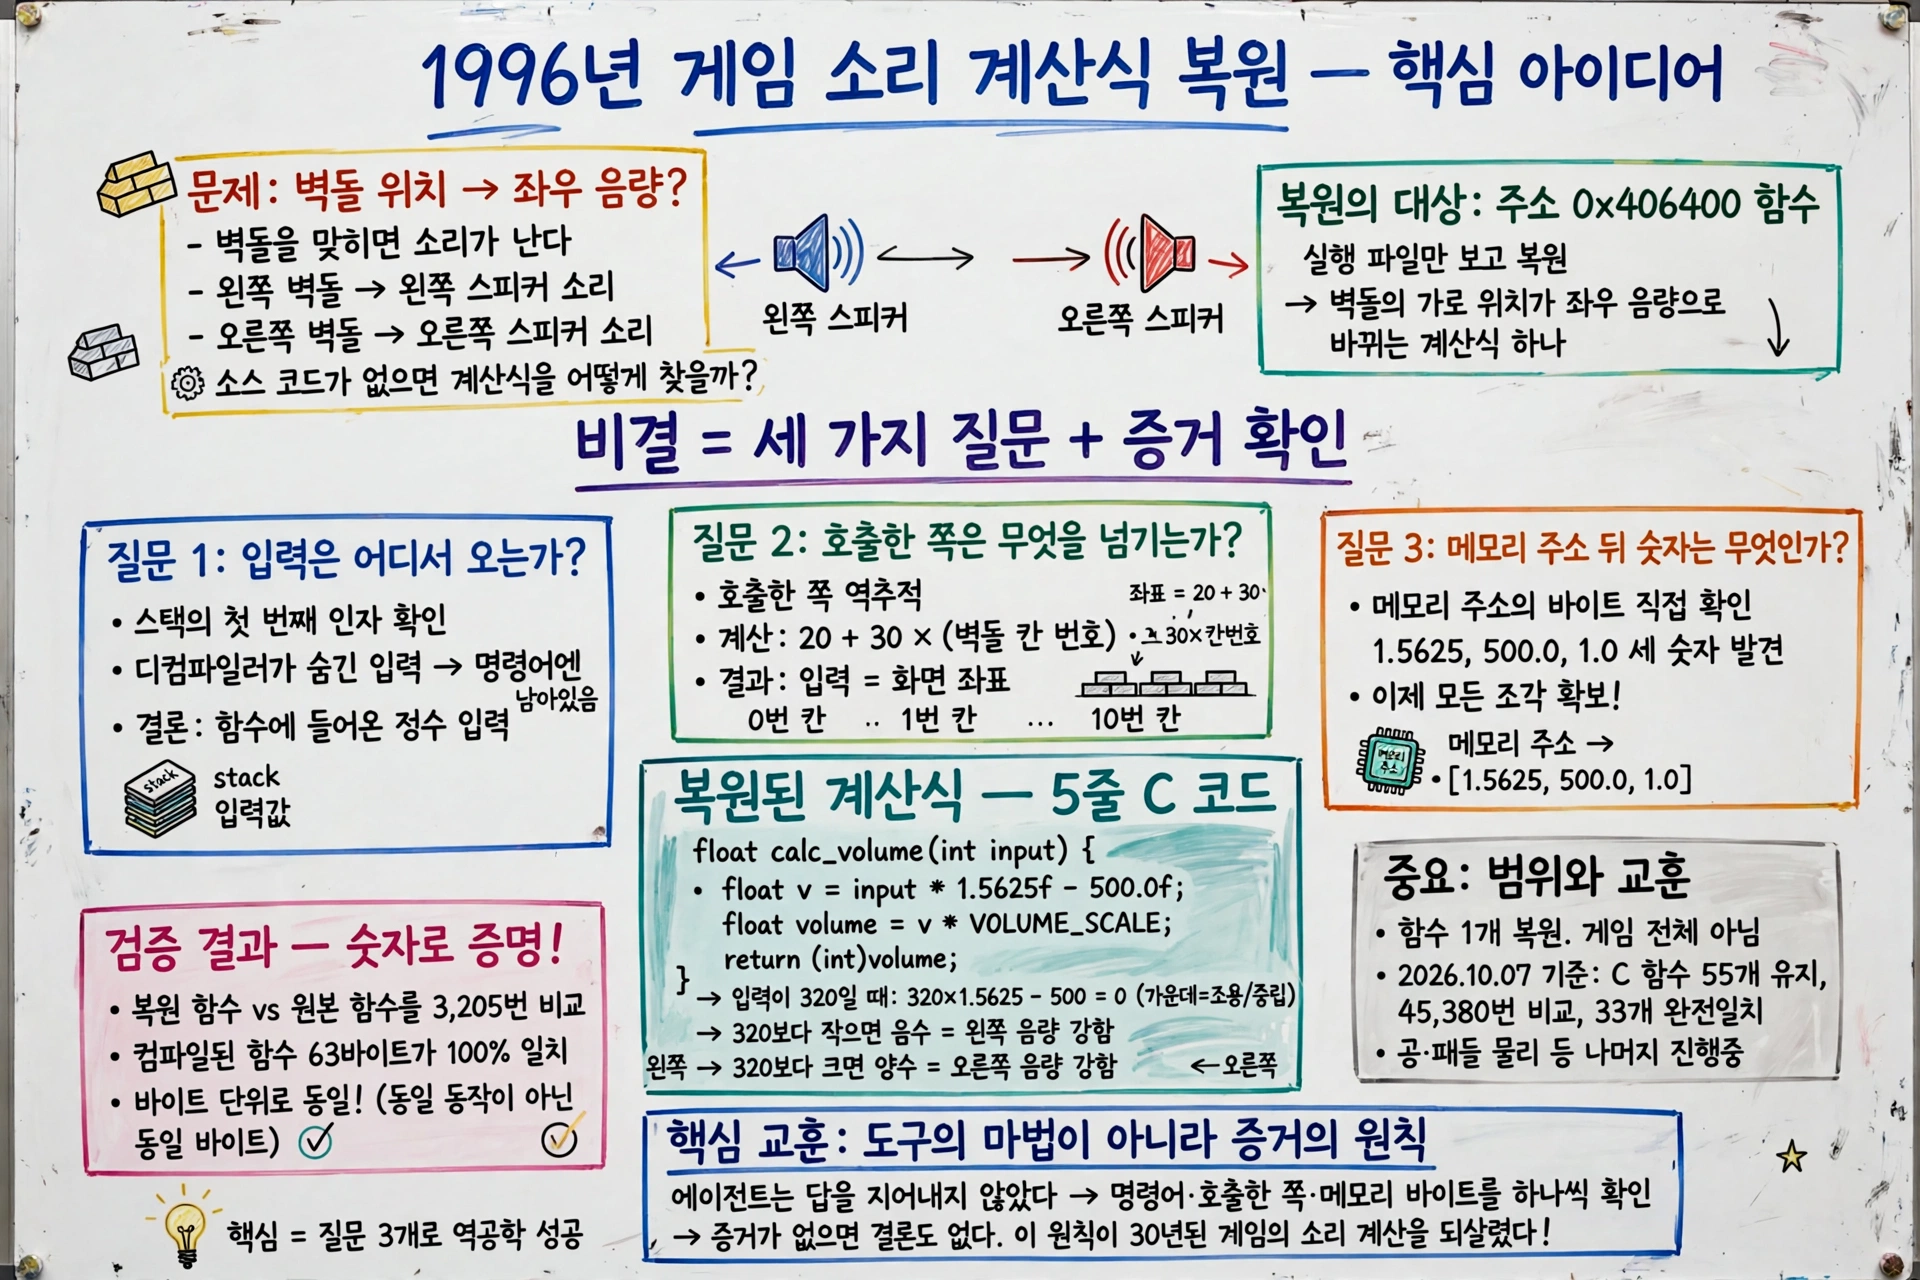 1996년 게임 소리 계산식 복원 — 핵심 아이디어
문제: 벽돌 위치 → 좌우 음량?
- 벽돌을 맞히면 소리가 난다
- 왼쪽 벽돌 → 왼쪽 스피커 소리
- 오른쪽 벽돌 → 오른쪽 스피커 소리
소스 코드가 없으면 계산식을 어떻게 찾을까?
왼쪽 스피커
오른쪽 스피커
복원의 대상: 주소 0x406400 함수
실행 파일만 보고 복원
→ 벽돌의 가로 위치가 좌우 음량으로
바뀌는 계산식 하나
비결 = 세 가지 질문 + 증거 확인
질문 1: 입력은 어디서 오는가?
• 스택의 첫 번째 인자 확인
• 디컴파일러가 숨긴 입력 → 명령어엔
남아있음
• 결론: 함수에 들어온 정수 입력
stack
stack
입력값
질문 2: 호출한 쪽은 무엇을 넘기는가?
• 호출한 쪽 역추적
좌표 = 20 + 30·
• 계산: 20 + 30 × (벽돌 칸 번호)
30×칸번호
• 결과: 입력 = 화면 좌표
0번 칸 ·· 1번 칸 ... 10번 칸
질문 3: 메모리 주소 뒤 숫자는 무엇인가?
• 메모리 주소의 바이트 직접 확인
1.5625, 500.0, 1.0 세 숫자 발견
• 이제 모든 조각 확보!
메모리 주소
메모리 주소 →
• [1.5625, 500.0, 1.0]
복원된 계산식 — 5줄 C 코드
float calc_volume(int input) {
• float v = input * 1.5625f - 500.0f;
float volume = v * VOLUME_SCALE;
return (int)volume;
}
→ 입력이 320일 때: 320×1.5625 - 500 = 0 (가운데=조용/중립)
→ 320보다 작으면 음수 = 왼쪽 음량 강함
왼쪽 → 320보다 크면 양수 = 오른쪽 음량 강함 ←오른쪽
검증 결과 — 숫자로 증명!
• 복원 함수 vs 원본 함수를 3,205번 비교
• 컴파일된 함수 63바이트가 100% 일치
• 바이트 단위로 동일! (동일 동작이 아닌
동일 바이트)
핵심 = 질문 3개로 역공학 성공
중요: 범위와 교훈
• 함수 1개 복원. 게임 전체 아님
• 2026.10.07 기준: C 함수 55개 유지,
45,380번 비교, 33개 완전일치
• 공·패들 물리 등 나머지 진행중
핵심 교훈: 도구의 마법이 아니라 증거의 원칙
에이전트는 답을 지어내지 않았다 → 명령어·호출한 쪽·메모리 바이트를 하나씩 확인
→ 증거가 없으면 결론도 없다. 이 원칙이 30년된 게임의 소리 계산을 되살렸다!